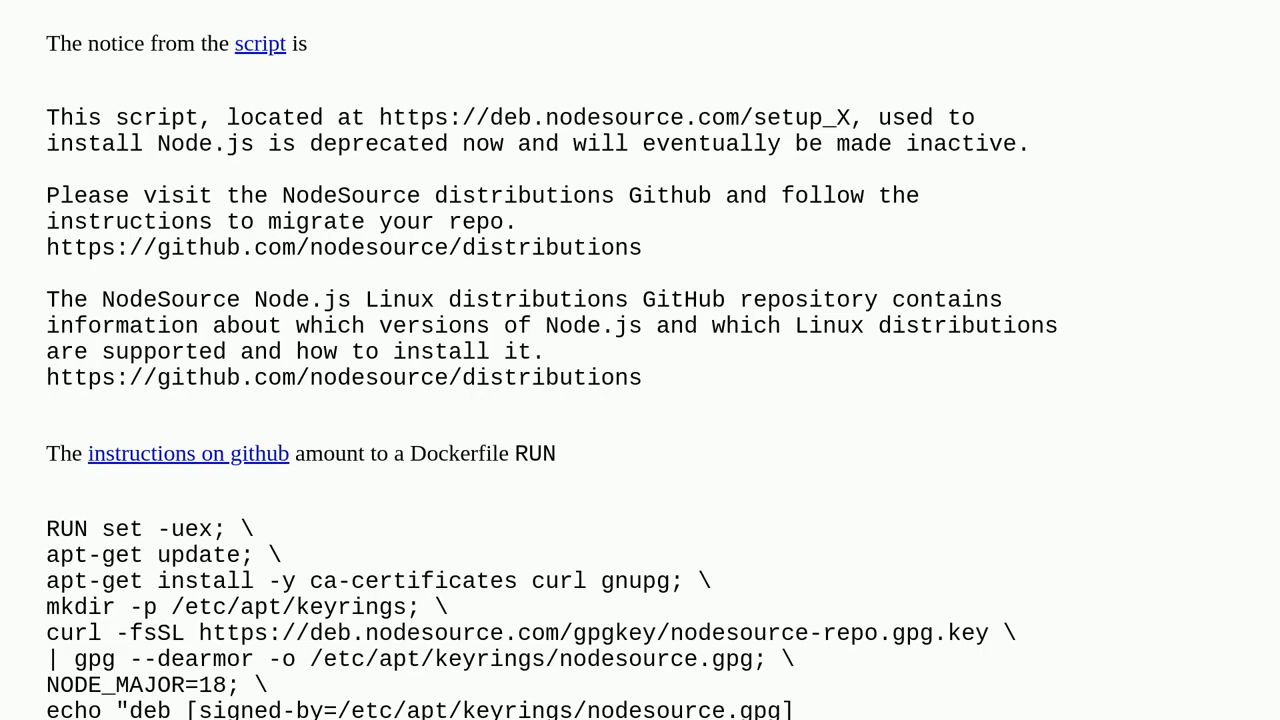 The notice from the script is
This script, located at https://deb.nodesource.com/setup_X, used to
install Node.js is deprecated now and will eventually be made inactive.
Please visit the NodeSource distributions Github and follow the
instructions to migrate your repo.
https://github.com/nodesource/distributions
The NodeSource Node.js Linux distributions GitHub repository contains
information about which versions of Node.js and which Linux distributions
are supported and how to install it.
https://github.com/nodesource/distributions
The instructions on github amount to a Dockerfile RUN
RUN set -uex; \
apt-get update; \
apt-get install -y ca-certificates curl gnupg; \
mkdir -p /etc/apt/keyrings; \
curl -fsSL https://deb.nodesource.com/gpgkey/nodesource-repo.gpg.key \
| gpg --dearmor -o /etc/apt/keyrings/nodesource.gpg; \
NODE_MAJOR=18; \
echo "deb [signed-by=/etc/apt/keyrings/nodesource.gpg]